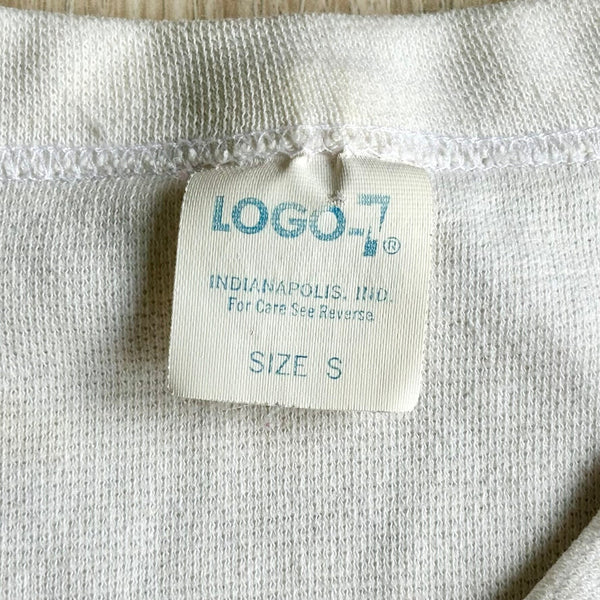 LOGO-7®
INDIANAPOLIS, IND.
For Care See Reverse
SIZE S